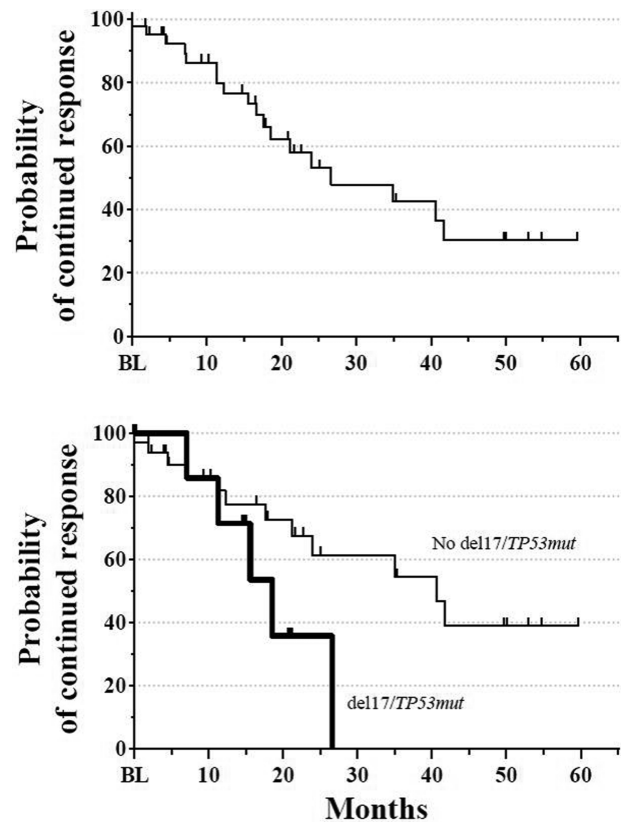 100
80
60
40
20
0
Probability
of continued response
BL 10 20 30 40 50 60
100
80
60
40
20
0
Probability
of continued response
No del17/TP53mut
del17/TP53mut
BL 10 20 30 40 50 60
Months